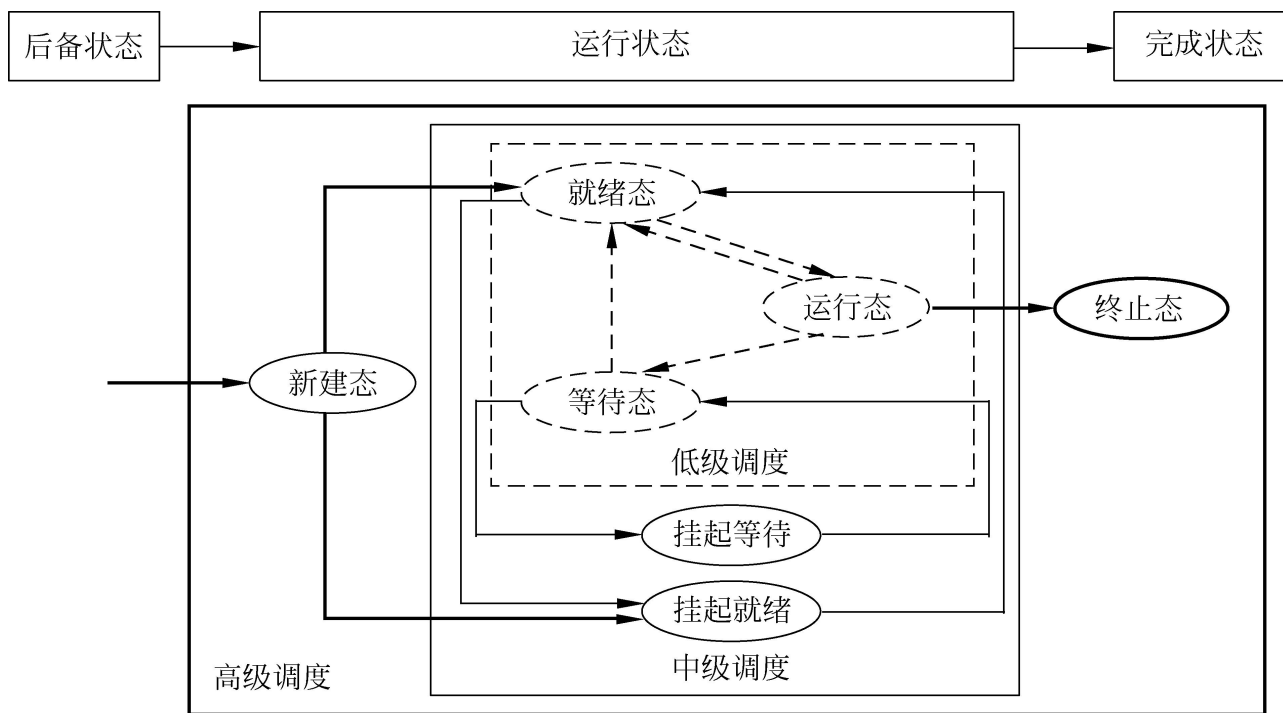 后备状态
运行状态
完成状态
就绪态
运行态
终止态
新建态
等待态
低级调度
挂起等待
挂起就绪
中级调度
高级调度